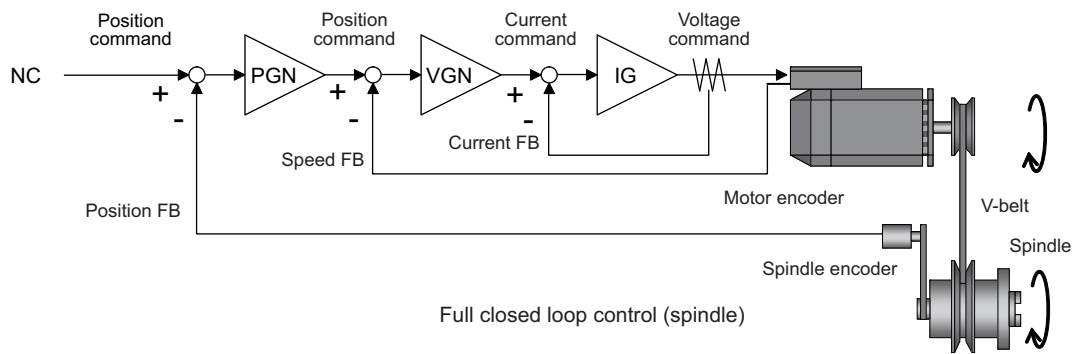 Position
command
Position
command
Current
command
Voltage
command
NC
PGN
VGN
IG
+
-
+
-
+
-
Current FB
Speed FB
Position FB
Motor encoder
V-belt
Spindle encoder
Spindle
Full closed loop control (spindle)